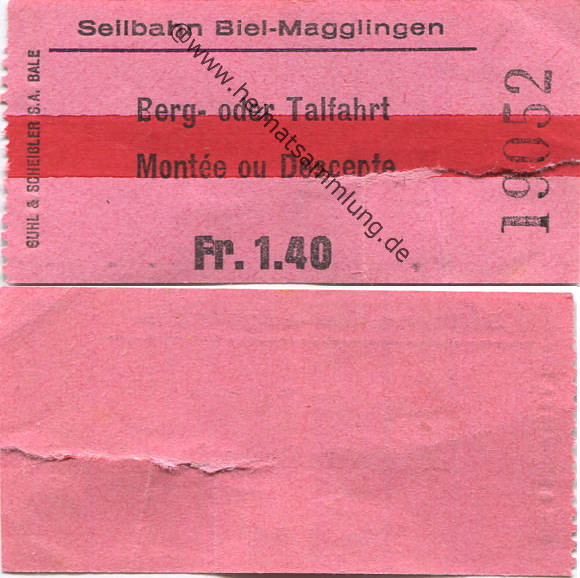 Seilbahn Biel-Magglingen
Berg- oder Talfahrt
Montée ou Descente
Fr. 1.40
19052
GUHL & SCHEIBLER S.A. BALE
@www.heimatsammlung.de